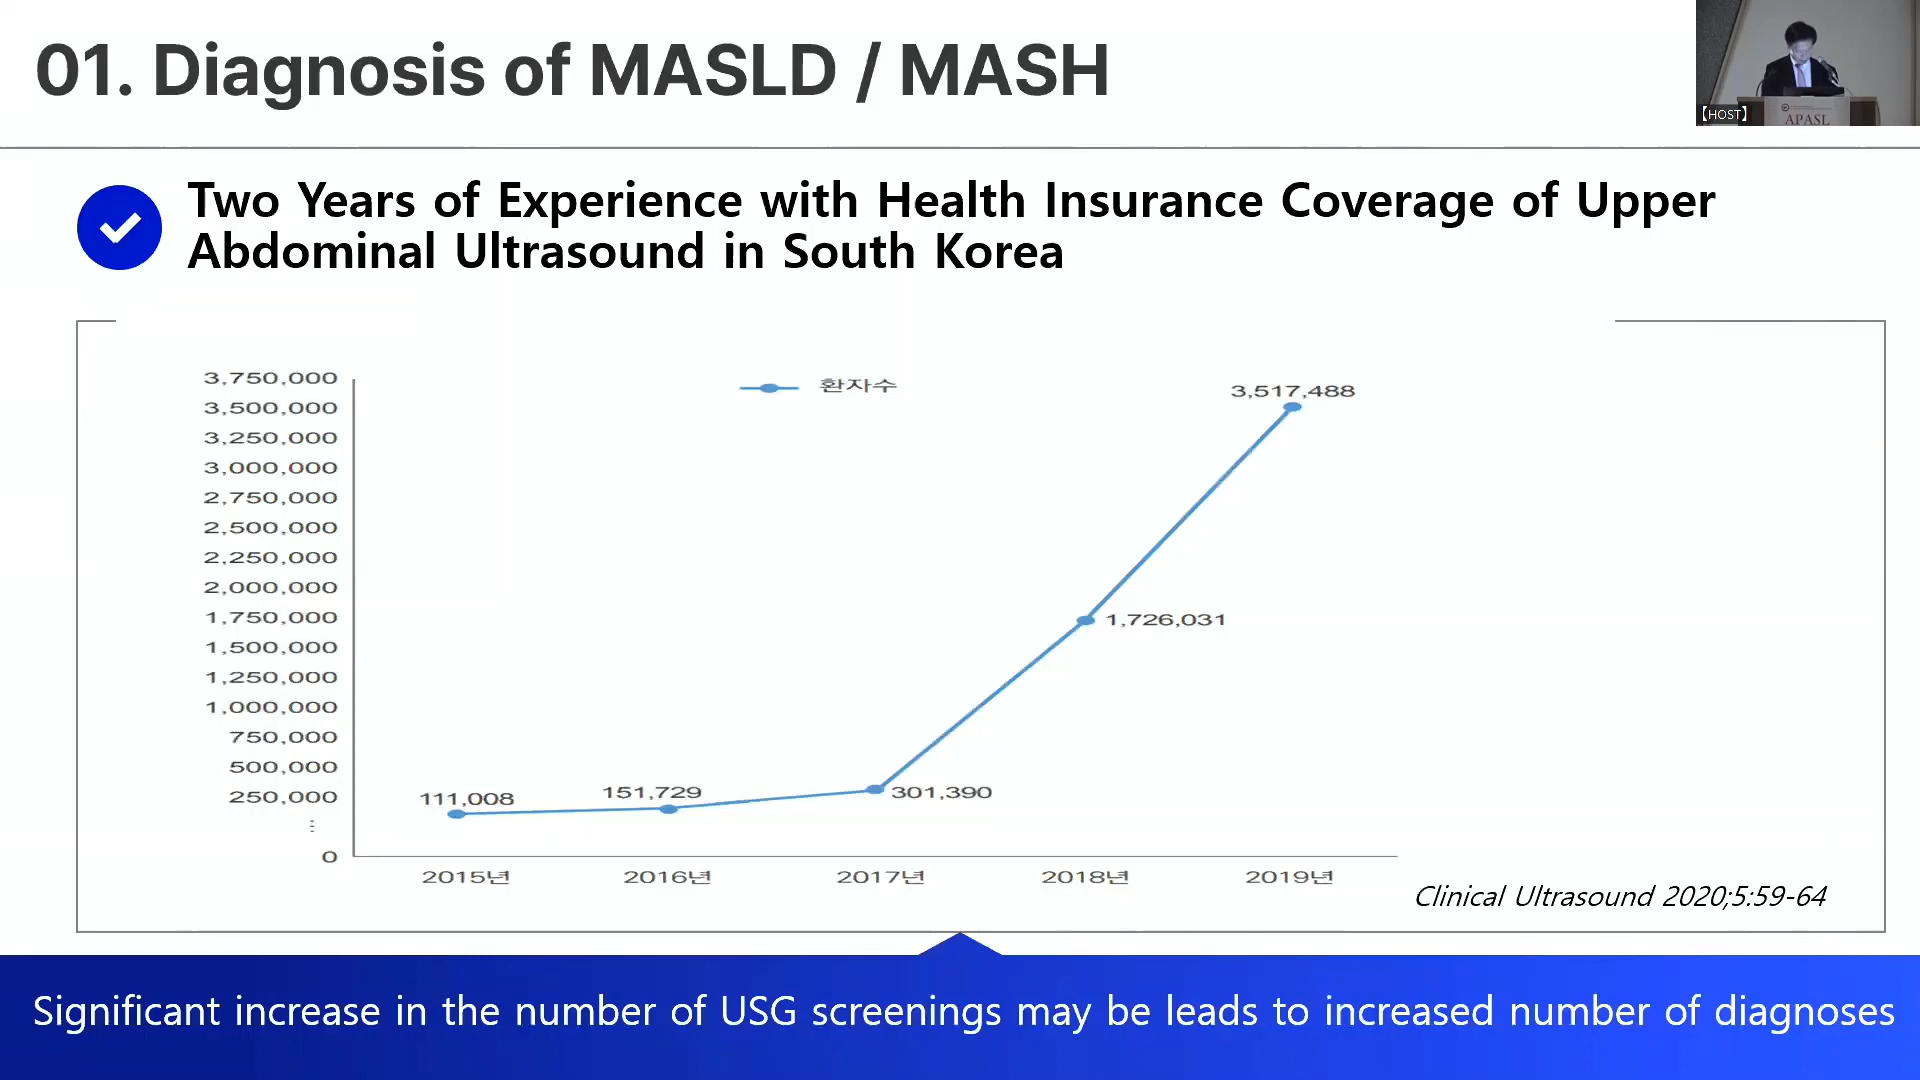 01. Diagnosis of MASLD / MASH
【HOST】
APASL
Two Years of Experience with Health Insurance Coverage of Upper
Abdominal Ultrasound in South Korea
환자수
3,750,000
3,500,000
3,250,000
3,000,000
2,750,000
2,500,000
2,250,000
2,000,000
1,750,000
1,500,000
1,250,000
1,000,000
750,000
500,000
250,000
⋮
0
111,008
151,729
301,390
1,726,031
3,517,488
2015년
2016년
2017년
2018년
2019년
Clinical Ultrasound 2020;5:59-64
Significant increase in the number of USG screenings may be leads to increased number of diagnoses